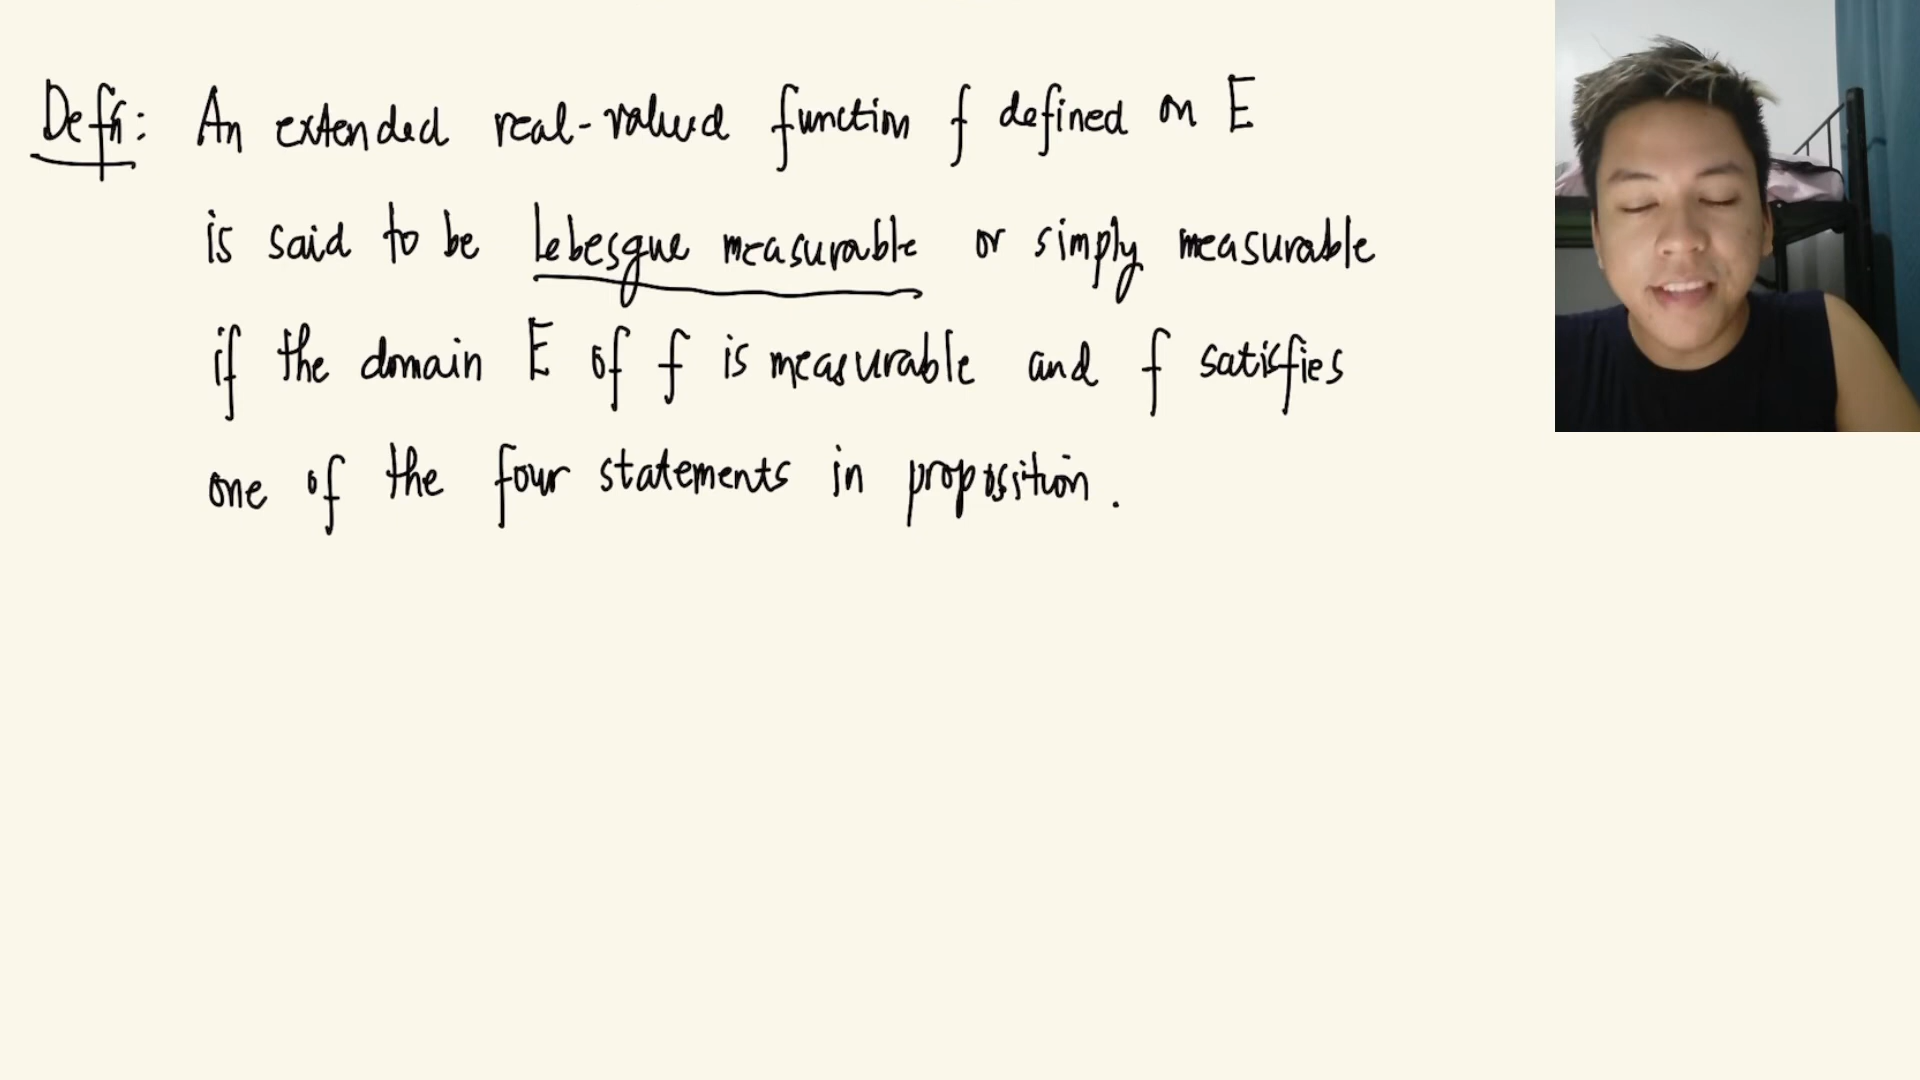 Defn: An extended real-valued function f defined on E
is said to be lebesgue measurable or simply measurable
if the domain E of f is measurable and f satisfies
one of the four statements in proposition.